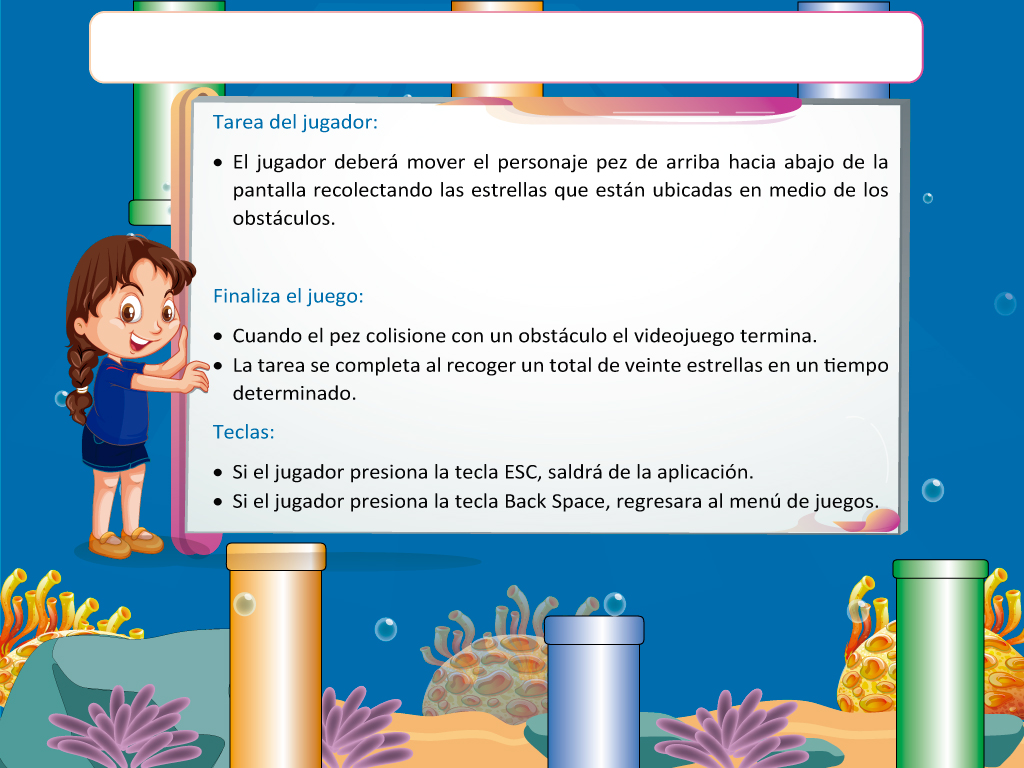 Tarea del jugador:
• El jugador deberá mover el personaje pez de arriba hacia abajo de la
pantalla recolectando las estrellas que están ubicadas en medio de los
obstáculos.
Finaliza el juego:
• Cuando el pez colisione con un obstáculo el videojuego termina.
• La tarea se completa al recoger un total de veinte estrellas en un tiempo
determinado.
Teclas:
• Si el jugador presiona la tecla ESC, saldrá de la aplicación.
• Si el jugador presiona la tecla Back Space, regresara al menú de juegos.